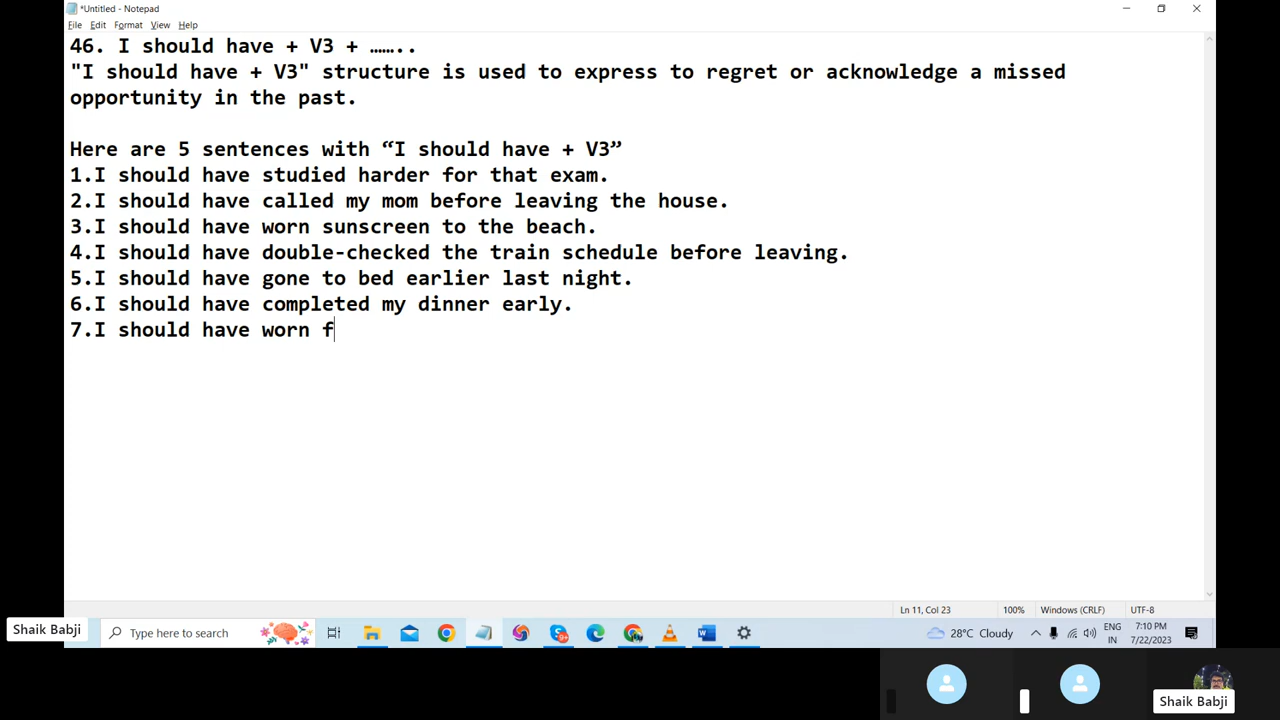 *Untitled - Notepad
File Edit Format View Help
46. I should have + V3 + ……..
"I should have + V3" structure is used to express to regret or acknowledge a missed
opportunity in the past.
Here are 5 sentences with “I should have + V3”
1.I should have studied harder for that exam.
2.I should have called my mom before leaving the house.
3.I should have worn sunscreen to the beach.
4.I should have double-checked the train schedule before leaving.
5.I should have gone to bed earlier last night.
6.I should have completed my dinner early.
7.I should have worn f
Ln 11, Col 23 100% Windows (CRLF) UTF-8
Shaik Babji
Type here to search
28°C Cloudy
ENG
IN
7:10 PM
7/22/2023
Shaik Babji